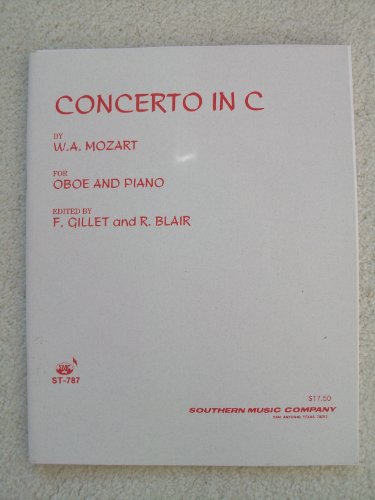 CONCERTO IN C
BY
W.A. MOZART
FOR
OBOE AND PIANO
EDITED BY
F. GILLET and R. BLAIR
SMC
ST-787
$17.50
SOUTHERN MUSIC COMPANY
SAN ANTONIO, TEXAS 78292